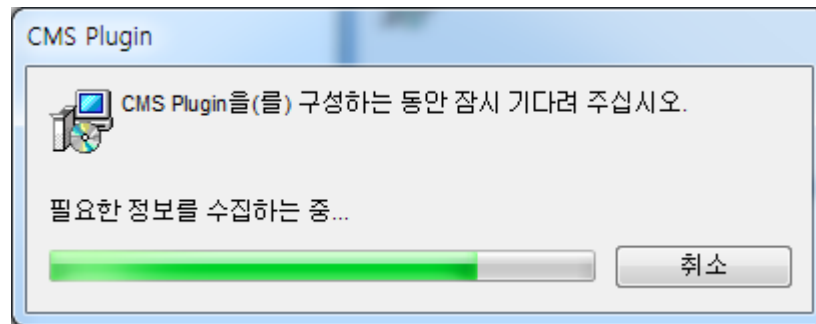 CMS Plugin
CMS Plugin을(를) 구성하는 동안 잠시 기다려 주십시오.
필요한 정보를 수집하는 중...
취소